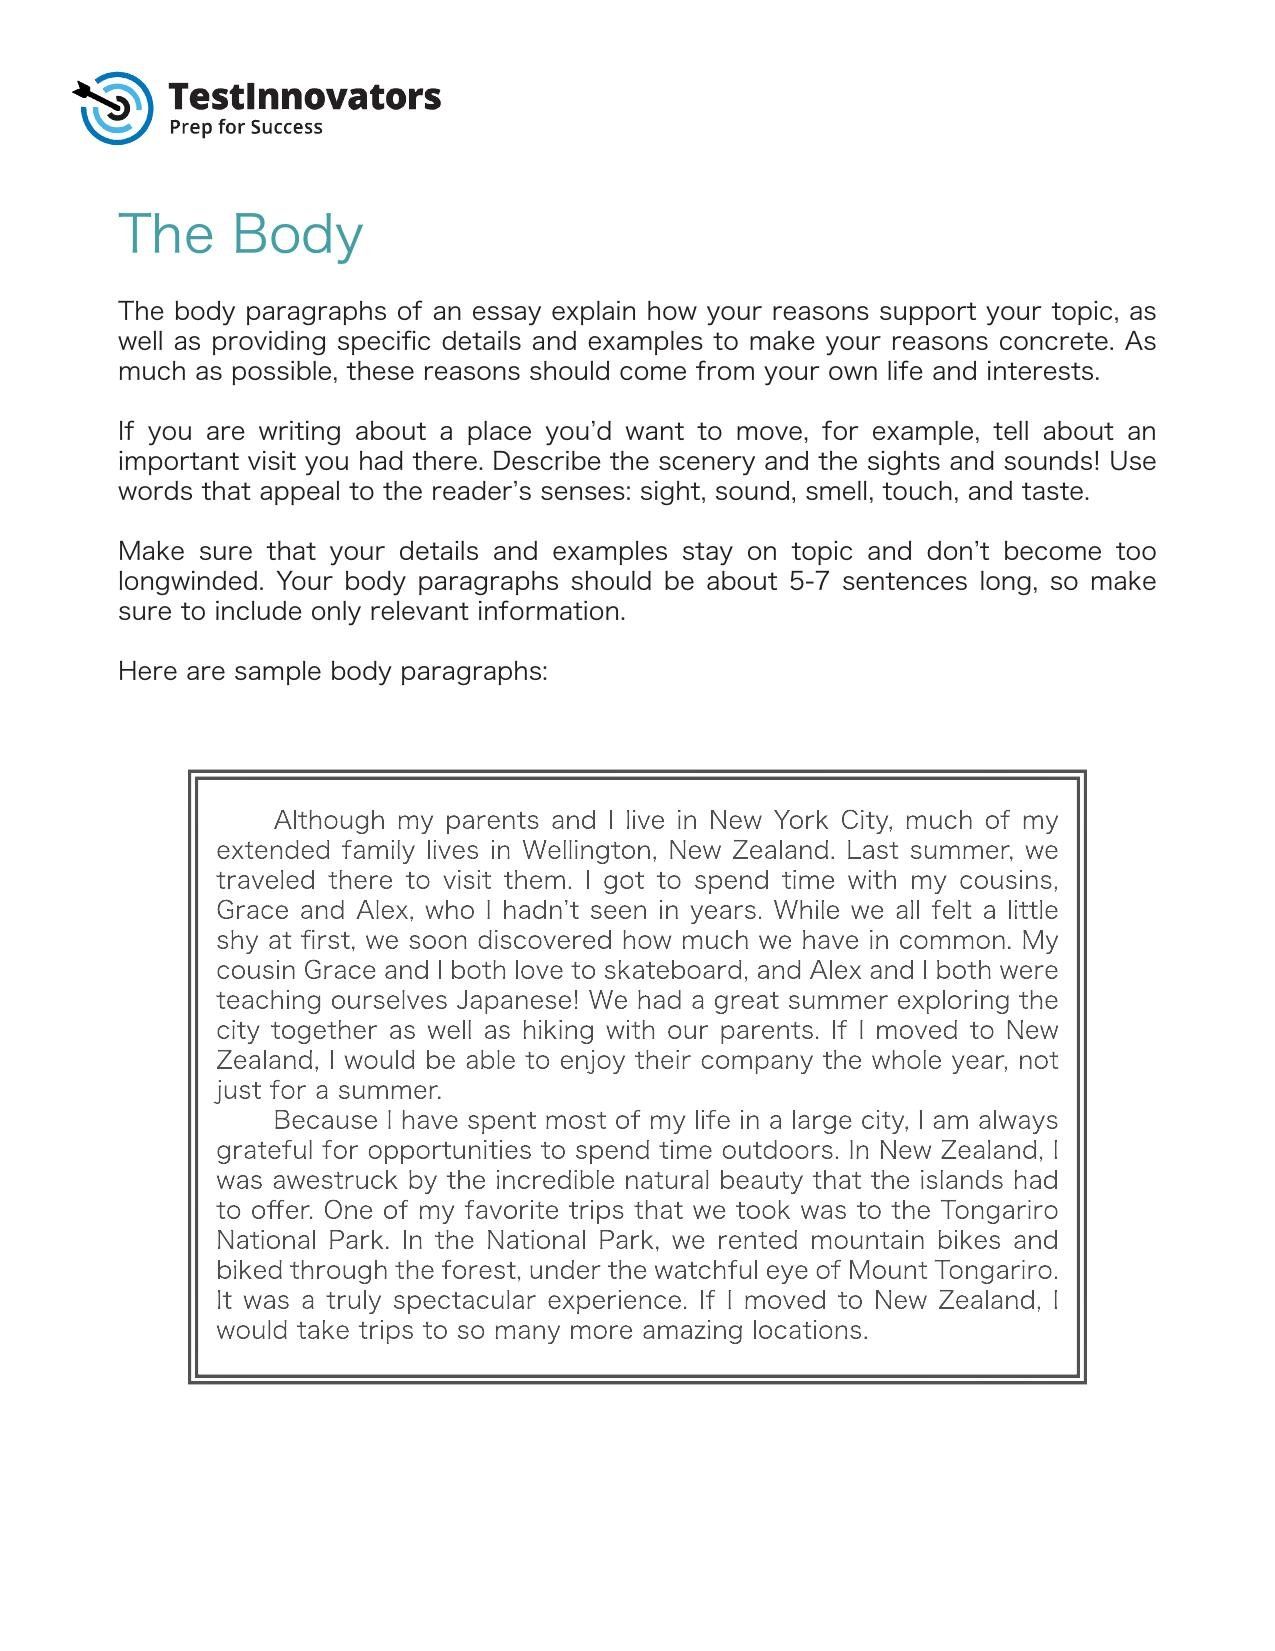 TestInnovators
Prep for Success
The Body
The body paragraphs of an essay explain how your reasons support your topic, as
well as providing specific details and examples to make your reasons concrete. As
much as possible, these reasons should come from your own life and interests.
If you are writing about a place you’d want to move, for example, tell about an
important visit you had there. Describe the scenery and the sights and sounds! Use
words that appeal to the reader’s senses: sight, sound, smell, touch, and taste.
Make sure that your details and examples stay on topic and don’t become too
longwinded. Your body paragraphs should be about 5-7 sentences long, so make
sure to include only relevant information.
Here are sample body paragraphs:
Although my parents and I live in New York City, much of my
extended family lives in Wellington, New Zealand. Last summer, we
traveled there to visit them. I got to spend time with my cousins,
Grace and Alex, who I hadn’t seen in years. While we all felt a little
shy at first, we soon discovered how much we have in common. My
cousin Grace and I both love to skateboard, and Alex and I both were
teaching ourselves Japanese! We had a great summer exploring the
city together as well as hiking with our parents. If I moved to New
Zealand, I would be able to enjoy their company the whole year, not
just for a summer.
Because I have spent most of my life in a large city, I am always
grateful for opportunities to spend time outdoors. In New Zealand, I
was awestruck by the incredible natural beauty that the islands had
to offer. One of my favorite trips that we took was to the Tongariro
National Park. In the National Park, we rented mountain bikes and
biked through the forest, under the watchful eye of Mount Tongariro.
It was a truly spectacular experience. If I moved to New Zealand, I
would take trips to so many more amazing locations.